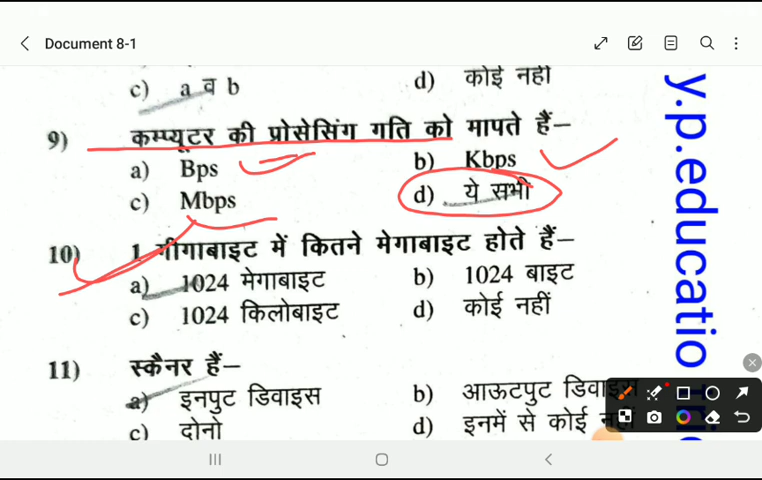 Document 8-1
c) a व b d) कोई नहीं
9) कम्प्यूटर की प्रोसेसिंग गति को मापते हैं–
a) Bps b) Kbps
c) Mbps d) ये सभी
10) 1 गीगाबाइट में कितने मेगाबाइट होते हैं–
a) 1024 मेगाबाइट b) 1024 बाइट
c) 1024 किलोबाइट d) कोई नहीं
11) स्कैनर हैं–
a) इनपुट डिवाइस b) आऊटपुट डिवाइस
c) दोनो d) इनमें से कोई नहीं
y.p.educatio